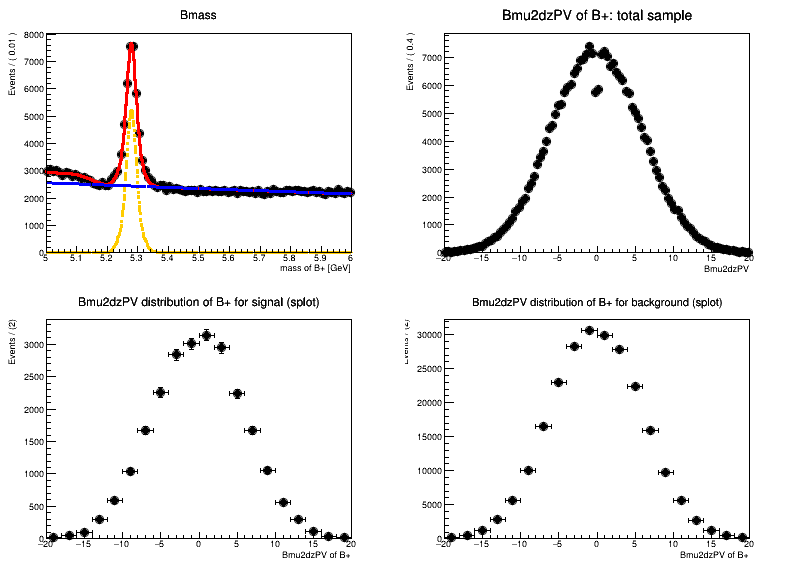 Bmass
Events / ( 0.01 )
8000
7000
6000
5000
4000
3000
2000
1000
0
5 5.1 5.2 5.3 5.4 5.5 5.6 5.7 5.8 5.9 6
mass of B+ [GeV]
Bmu2dzPV of B+: total sample
Events / ( 0.4 )
7000
6000
5000
4000
3000
2000
1000
0
−20 −15 −10 −5 0 5 10 15 20
Bmu2dzPV
Bmu2dzPV distribution of B+ for signal (splot)
Events / (2)
3000
2500
2000
1500
1000
500
0
−20 −15 −10 −5 0 5 10 15 20
Bmu2dzPV of B+
Bmu2dzPV distribution of B+ for background (splot)
30000
25000
20000
15000
10000
5000
0
−20 −15 −10 −5 0 5 10 15 20
Bmu2dzPV of B+